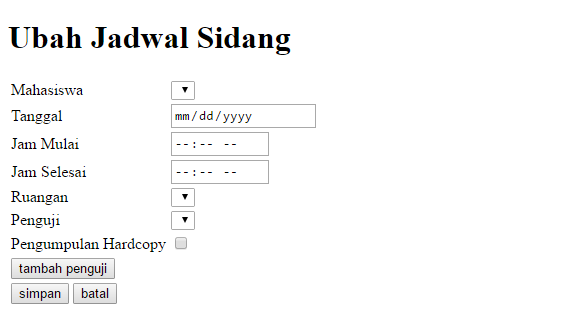 Ubah Jadwal Sidang
Mahasiswa
Tanggal mm/dd/yyyy
Jam Mulai --:-- --
Jam Selesai --:-- --
Ruangan
Penguji
Pengumpulan Hardcopy
tambah penguji
simpan batal